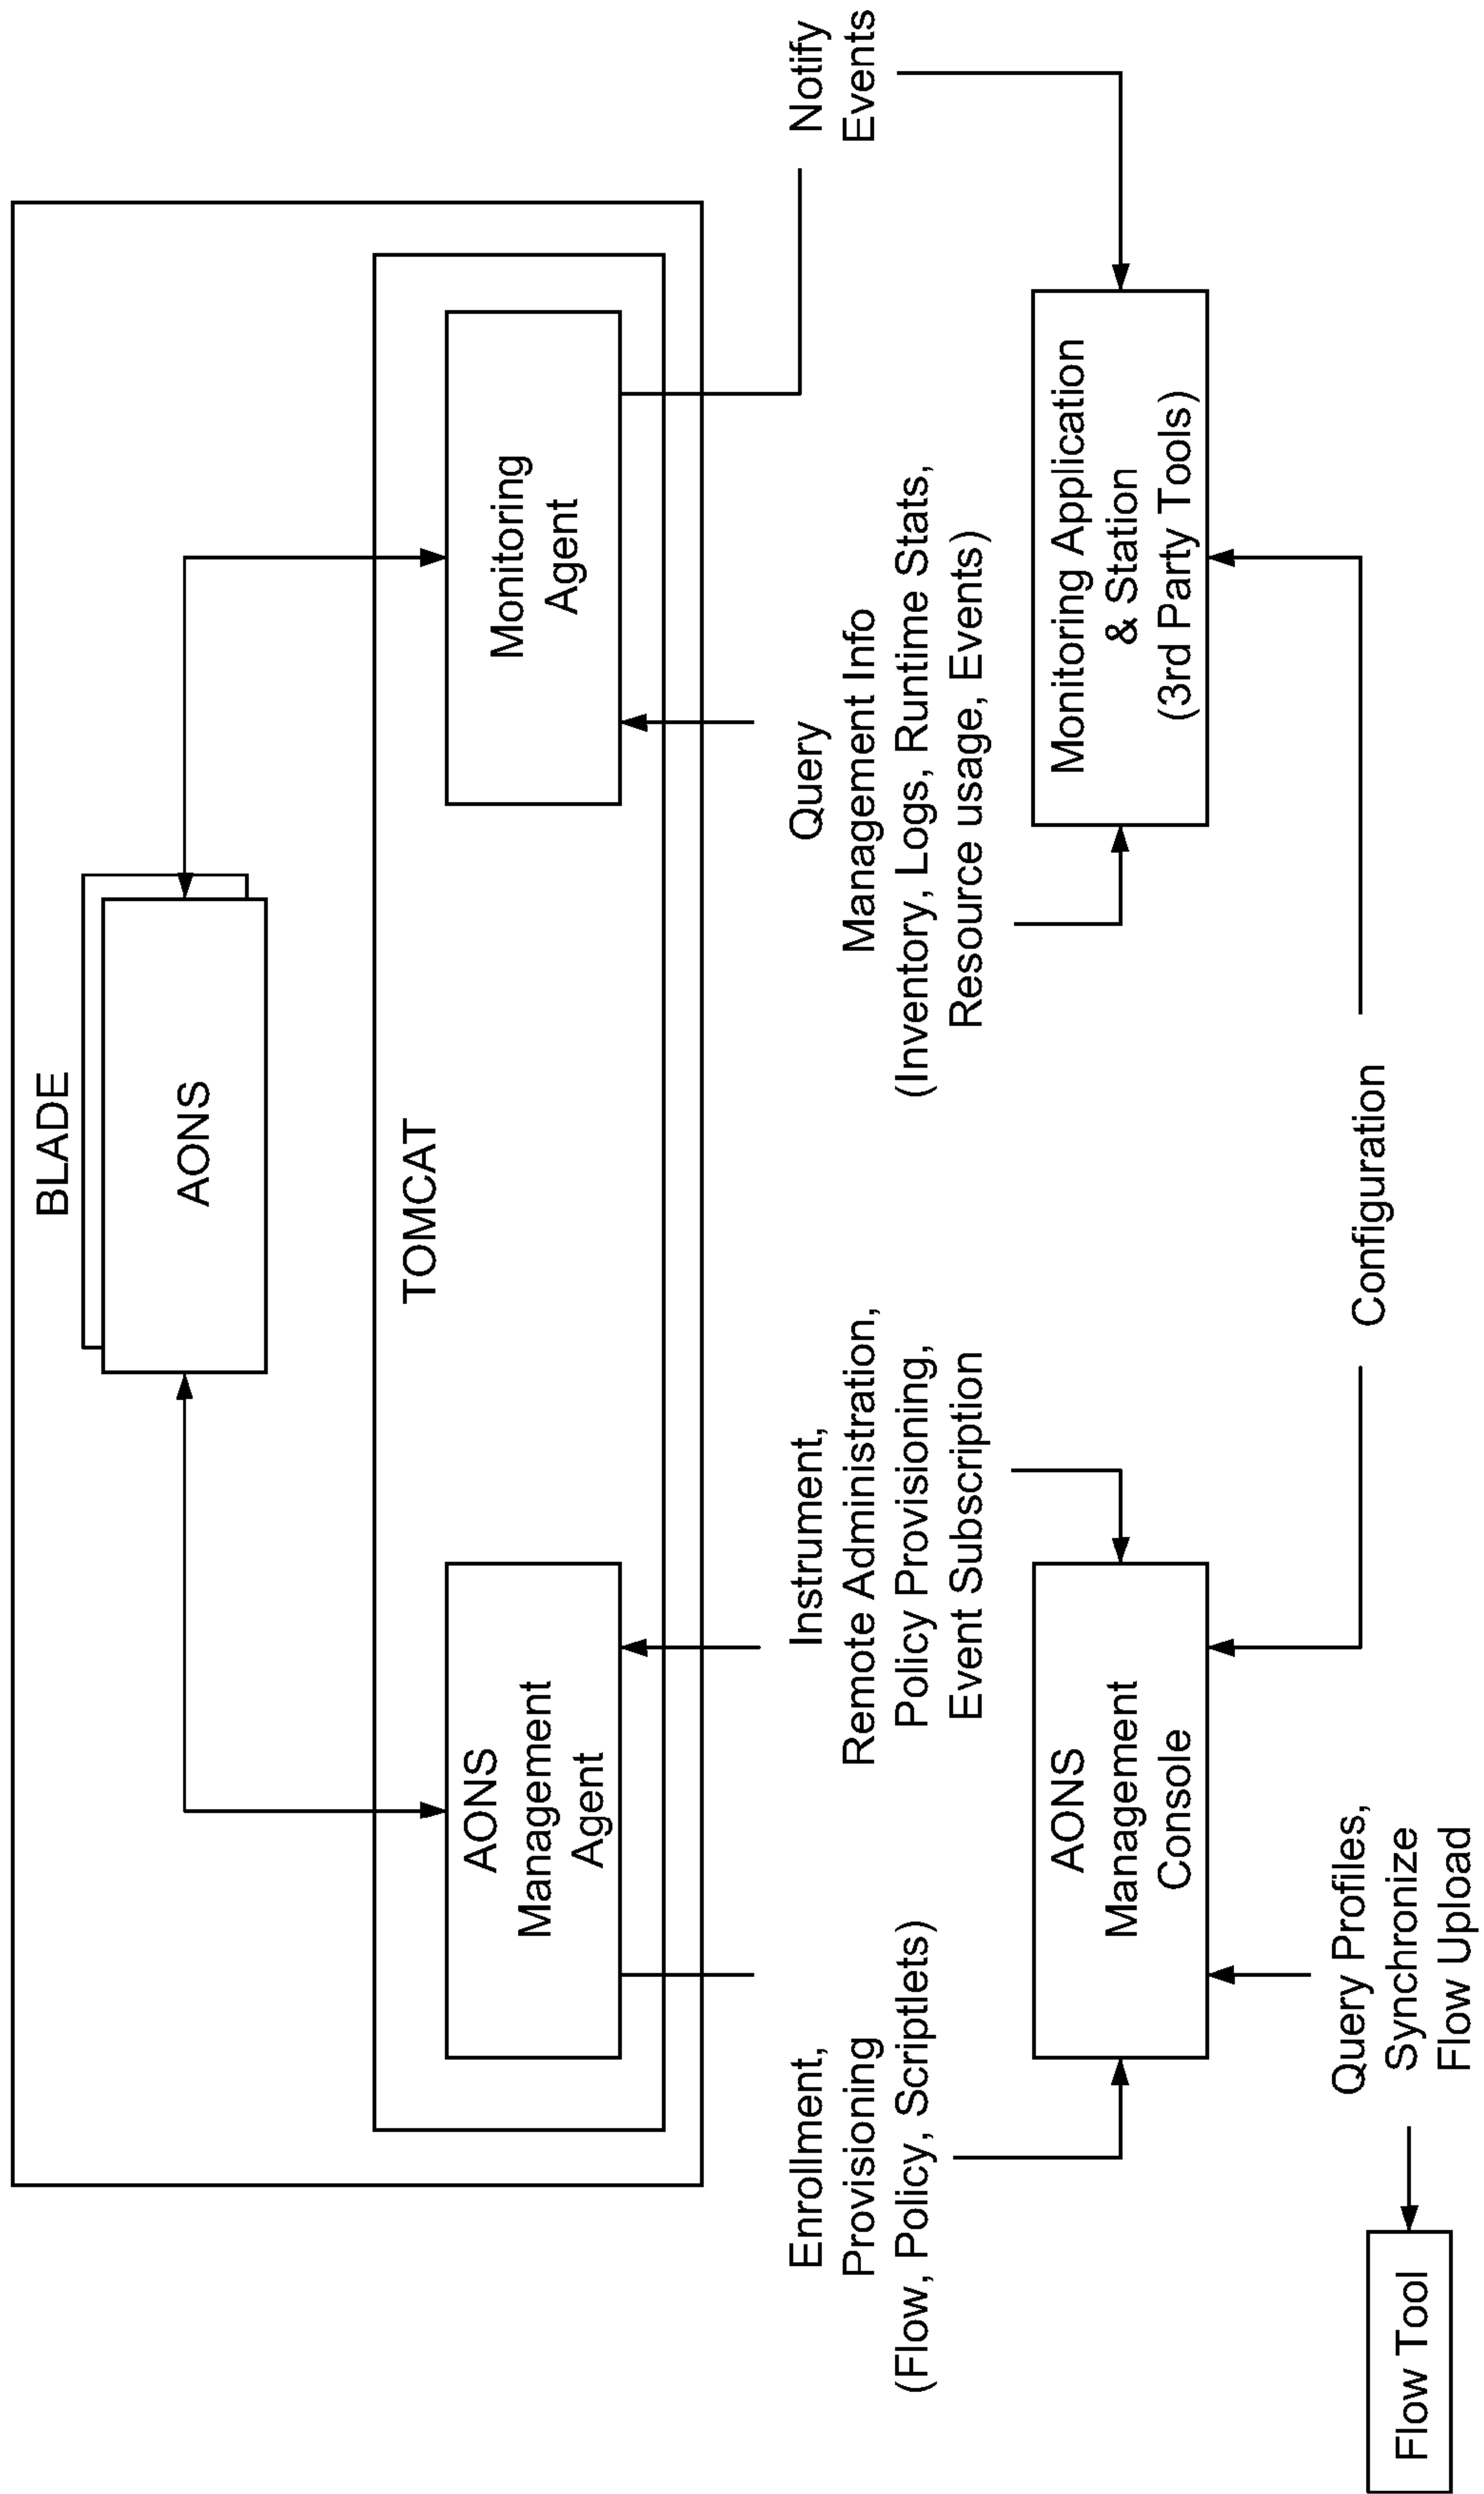 BLADE
AONS
TOMCAT
AONS
Management
Agent
Monitoring
Agent
Enrollment,
Provisioning
(Flow, Policy, Scriptlets)
Instrument,
Remote Administration,
Policy Provisioning,
Event Subscription
Query
Management Info
(Inventory, Logs, Runtime Stats,
Resource usage, Events)
Notify
Events
AONS
Management
Console
Monitoring Application
& Station
(3rd Party Tools)
Configuration
Query Profiles,
Synchronize
Flow Upload
Flow Tool